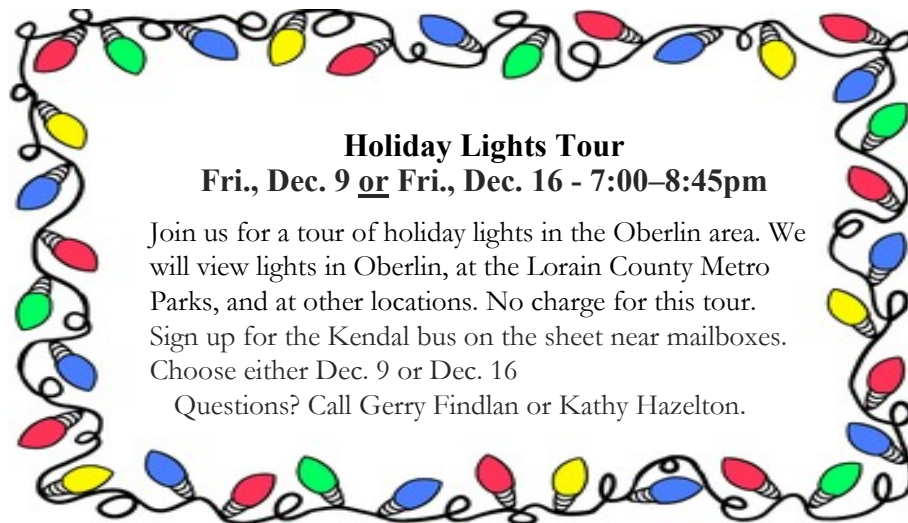 Holiday Lights Tour
Fri., Dec. 9 or Fri., Dec. 16 - 7:00–8:45pm
Join us for a tour of holiday lights in the Oberlin area. We
will view lights in Oberlin, at the Lorain County Metro
Parks, and at other locations. No charge for this tour.
Sign up for the Kendal bus on the sheet near mailboxes.
Choose either Dec. 9 or Dec. 16
Questions? Call Gerry Findlan or Kathy Hazelton.